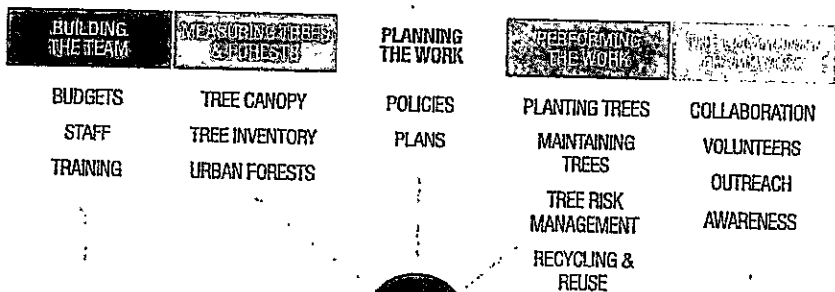 BUILDING
THE TEAM
BUDGETS
STAFF
TRAINING
MEASURING TREES
& FORESTS
TREE CANOPY
TREE INVENTORY
URBAN FORESTS
PLANNING
THE WORK
POLICIES
PLANS
PERFORMING
THE WORK
PLANTING TREES
MAINTAINING
TREES
TREE RISK
MANAGEMENT
RECYCLING &
REUSE
COLLABORATION
VOLUNTEERS
OUTREACH
AWARENESS